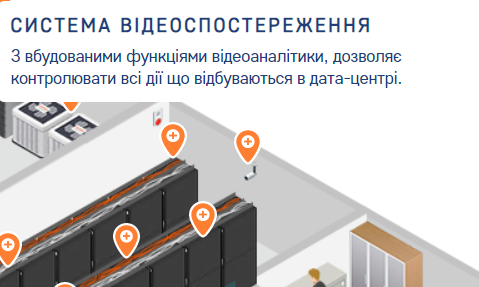 СИСТЕМА ВІДЕОСПОСТЕРЕЖЕННЯ
З вбудованими функціями відеоаналітики, дозволяє
контролювати всі дії що відбуваються в дата-центрі.